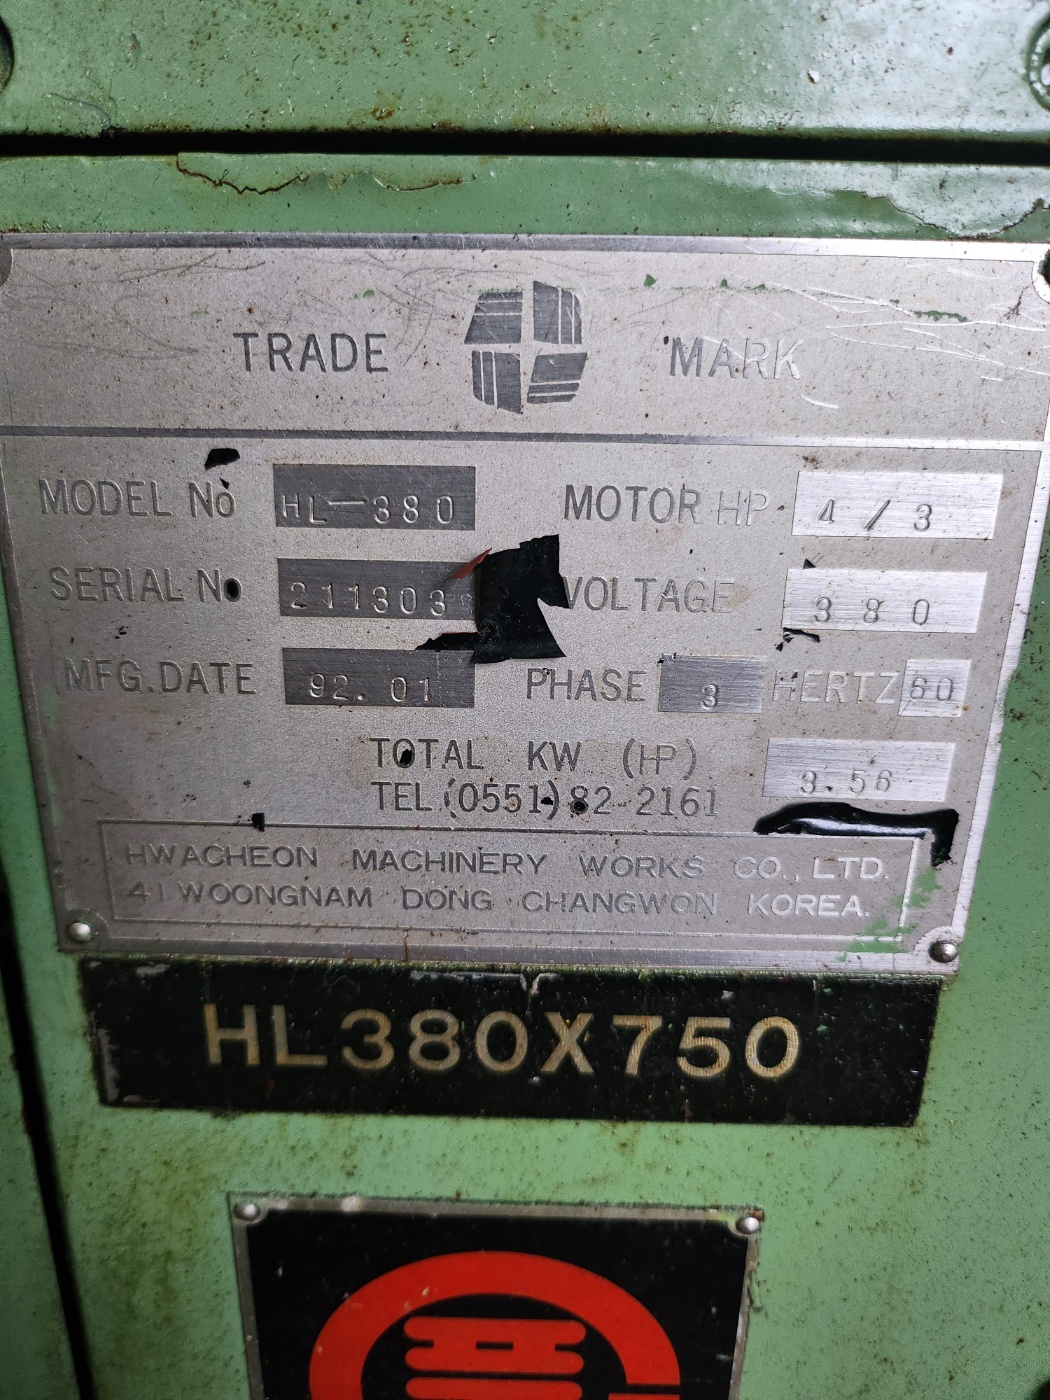 TRADE MARK
MODEL No HL-380 MOTOR HP 4/3
SERIAL No 211303 VOLTAGE 380
MFG. DATE 92.01 PHASE 3 HERTZ 60
TOTAL KW (HP) 3.56
TEL (0551) 82-2161
HWACHEON MACHINERY WORKS CO., LTD.
41 WOONGNAM DONG CHANGWON KOREA.
HL380X750